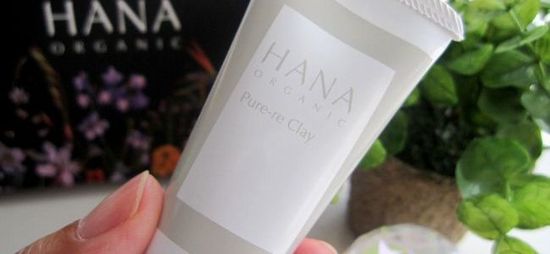 HANA
ORGANIC
HANA
ORGANIC
Pure-re Clay